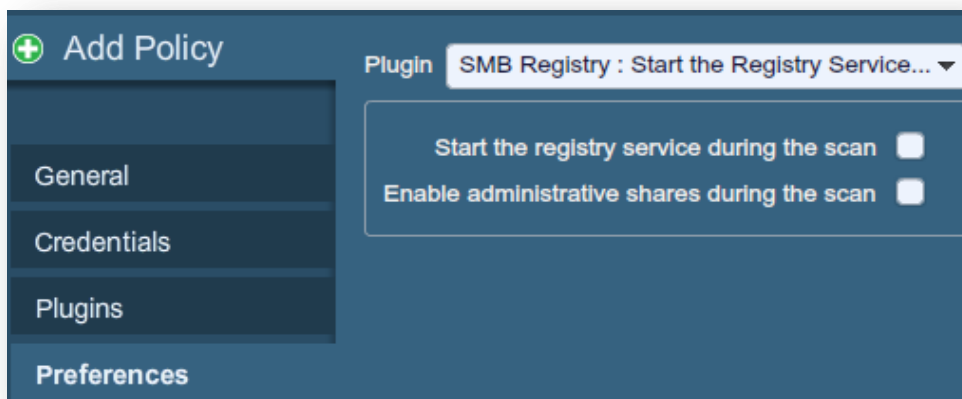 Add Policy
Plugin SMB Registry : Start the Registry Service...
Start the registry service during the scan
General
Enable administrative shares during the scan
Credentials
Plugins
Preferences